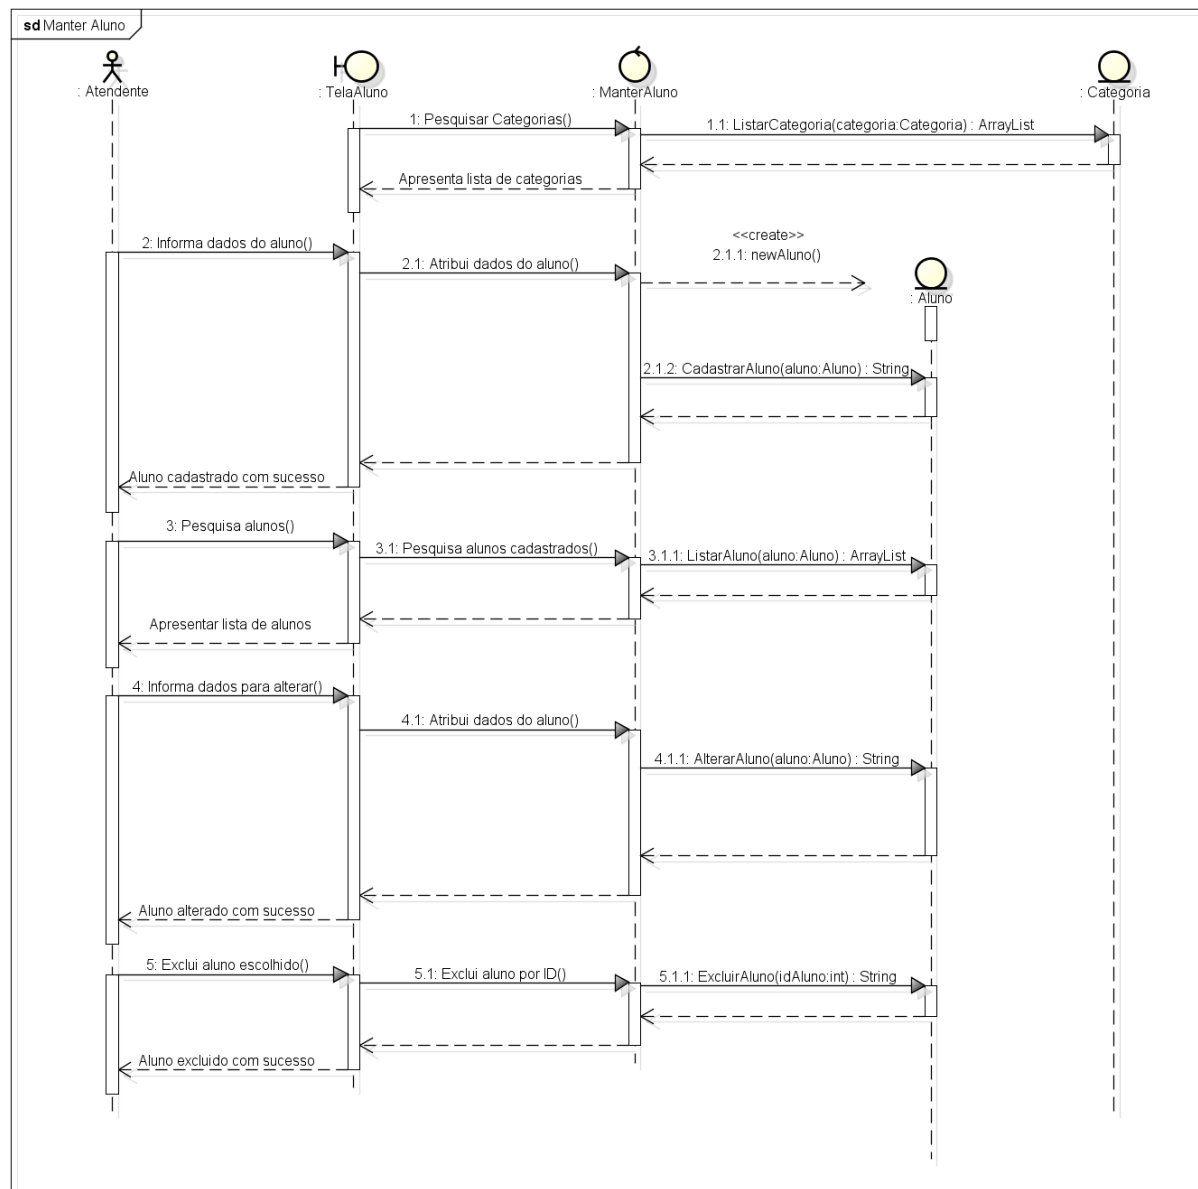 sd Manter Aluno
: Atendente
: TelaAluno
: ManterAluno
: Categoria
1: Pesquisar Categorias()
1.1: ListarCategoria(categoria:Categoria) : ArrayList
Apresenta lista de categorias
2: Informa dados do aluno()
2.1: Atribui dados do aluno()
<<create>>
2.1.1: newAluno()
: Aluno
2.1.2: CadastrarAluno(aluno:Aluno) : String
Aluno cadastrado com sucesso
3: Pesquisa alunos()
3.1: Pesquisa alunos cadastrados()
3.1.1: ListarAluno(aluno:Aluno) : ArrayList
Apresentar lista de alunos
4: Informa dados para alterar()
4.1: Atribui dados do aluno()
4.1.1: AlterarAluno(aluno:Aluno) : String
Aluno alterado com sucesso
5: Exclui aluno escolhido()
5.1: Exclui aluno por ID()
5.1.1: ExcluirAluno(idAluno:int) : String
Aluno excluido com sucesso